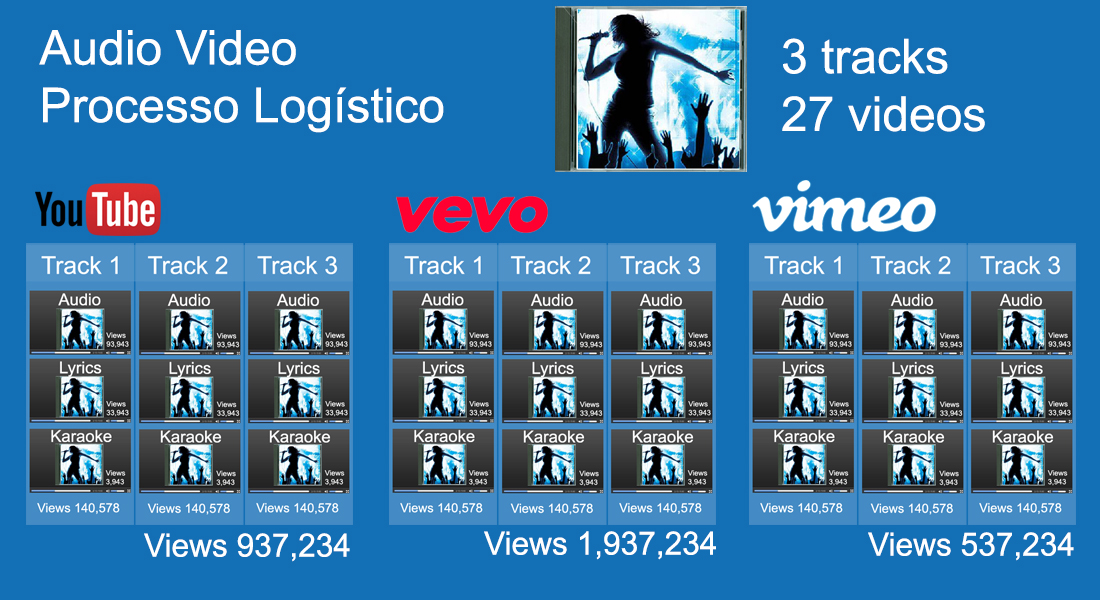 Audio Video
Processo Logístico
3 tracks
27 videos
YouTube
vevo
vimeo
Track 1 Track 2 Track 3 Track 1 Track 2 Track 3 Track 1 Track 2 Track 3
Audio Audio Audio Audio Audio Audio Audio Audio Audio
Views Views Views Views Views Views Views Views Views
93,943 93,943 93,943 93,943 93,943 93,943 93,943 93,943 93,943
Lyrics Lyrics Lyrics Lyrics Lyrics Lyrics Lyrics Lyrics Lyrics
Views Views Views Views Views Views Views Views Views
33,943 33,943 33,943 33,943 33,943 33,943 33,943 33,943 33,943
Karaoke Karaoke Karaoke Karaoke Karaoke Karaoke Karaoke Karaoke Karaoke
Views Views Views Views Views Views Views Views Views
3,943 3,943 3,943 3,943 3,943 3,943 3,943 3,943 3,943
Views 140,578 Views 140,578 Views 140,578 Views 140,578 Views 140,578 Views 140,578 Views 140,578 Views 140,578 Views 140,578
Views 937,234 Views 1,937,234 Views 537,234